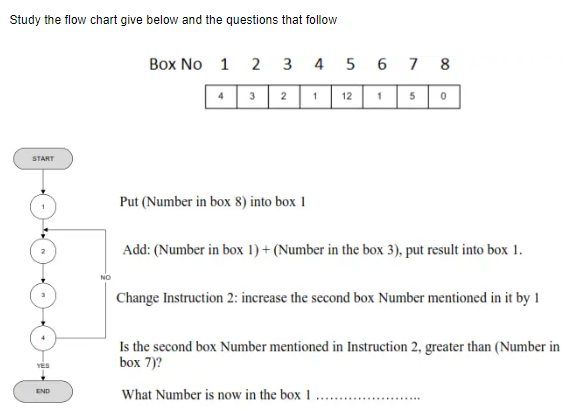 Study the flow chart give below and the questions that follow
Box No 1 2 3 4 5 6 7 8
4 3 2 1 12 1 5 0
START
1
Put (Number in box 8) into box 1
2
Add: (Number in box 1) + (Number in the box 3), put result into box 1.
NO
3
Change Instruction 2: increase the second box Number mentioned in it by 1
4
Is the second box Number mentioned in Instruction 2, greater than (Number in
box 7)?
YES
END
What Number is now in the box 1 .......................